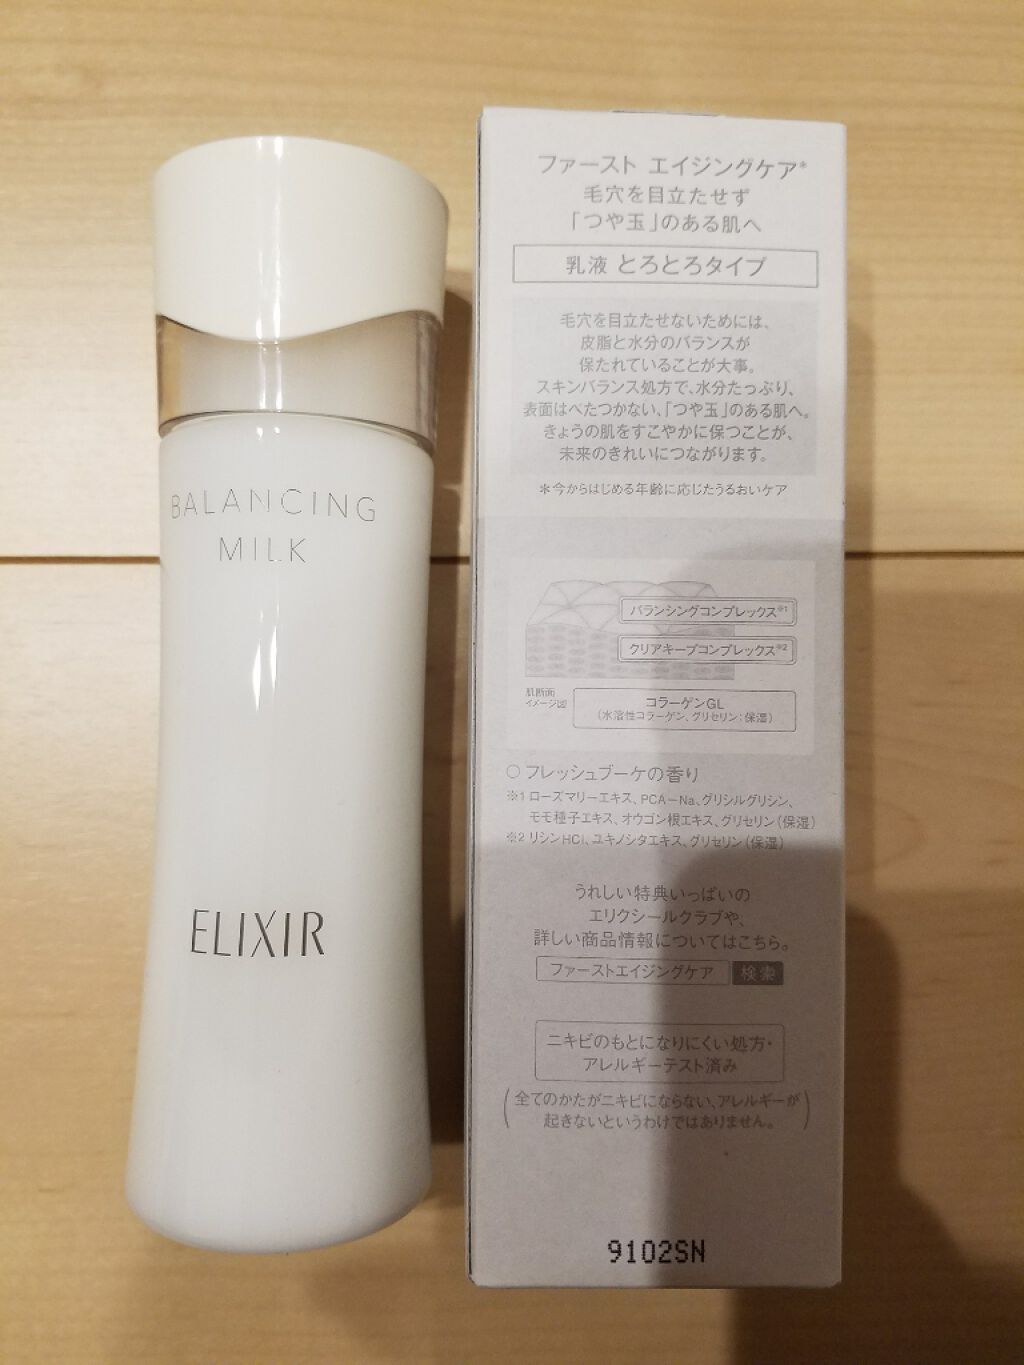 BALANCING
MILK
ELIXIR
ファースト エイジングケア*
毛穴を目立たせず
「つや玉」のある肌へ
乳液 とろとろタイプ
毛穴を目立たせないためには、
皮脂と水分のバランスが
保たれていることが大事。
スキンバランス処方で、水分たっぷり、
表面はべたつかない、「つや玉」のある肌へ。
きょうの肌をすこやかに保つことが、
未来のきれいにつながります。
*今からはじめる年齢に応じたうるおいケア
バランシングコンプレックス※1
クリアキープコンプレックス※2
肌断面
イメージ図
コラーゲンGL
(水溶性コラーゲン、グリセリン:保湿)
○ フレッシュブーケの香り
※1 ローズマリーエキス、PCA-Na、グリシルグリシン、
モモ種子エキス、オウゴン根エキス、グリセリン(保湿)
※2 リシンHCl、ユキノシタエキス、グリセリン(保湿)
うれしい特典いっぱいの
エリクシールクラブや、
詳しい商品情報についてはこちら。
ファーストエイジングケア 検索
ニキビのもとになりにくい処方・
アレルギーテスト済み
(全てのかたがニキビにならない、アレルギーが
起きないというわけではありません。)
9102SN